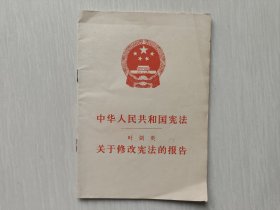 中华人民共和国宪法
叶剑英
关于修改宪法的报告